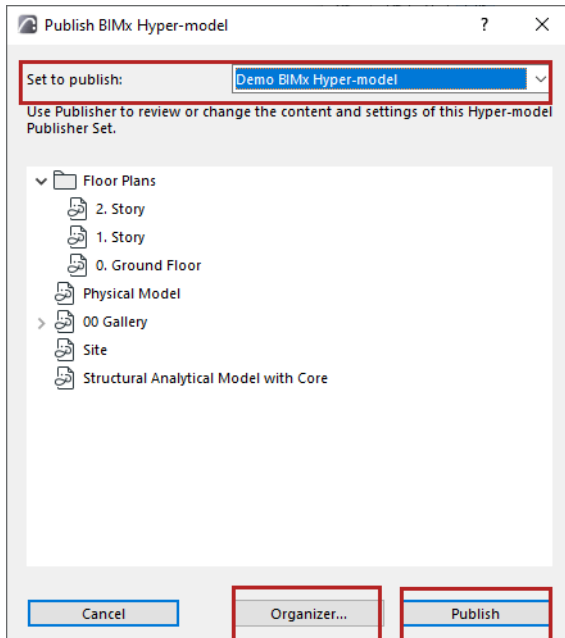 Publish BIMx Hyper-model
?
Set to publish:
Demo BIMx Hyper-model
Use Publisher to review or change the content and settings of this Hyper-model
Publisher Set.
Floor Plans
2. Story
1. Story
0. Ground Floor
Physical Model
00 Gallery
Site
Structural Analytical Model with Core
Cancel
Organizer...
Publish